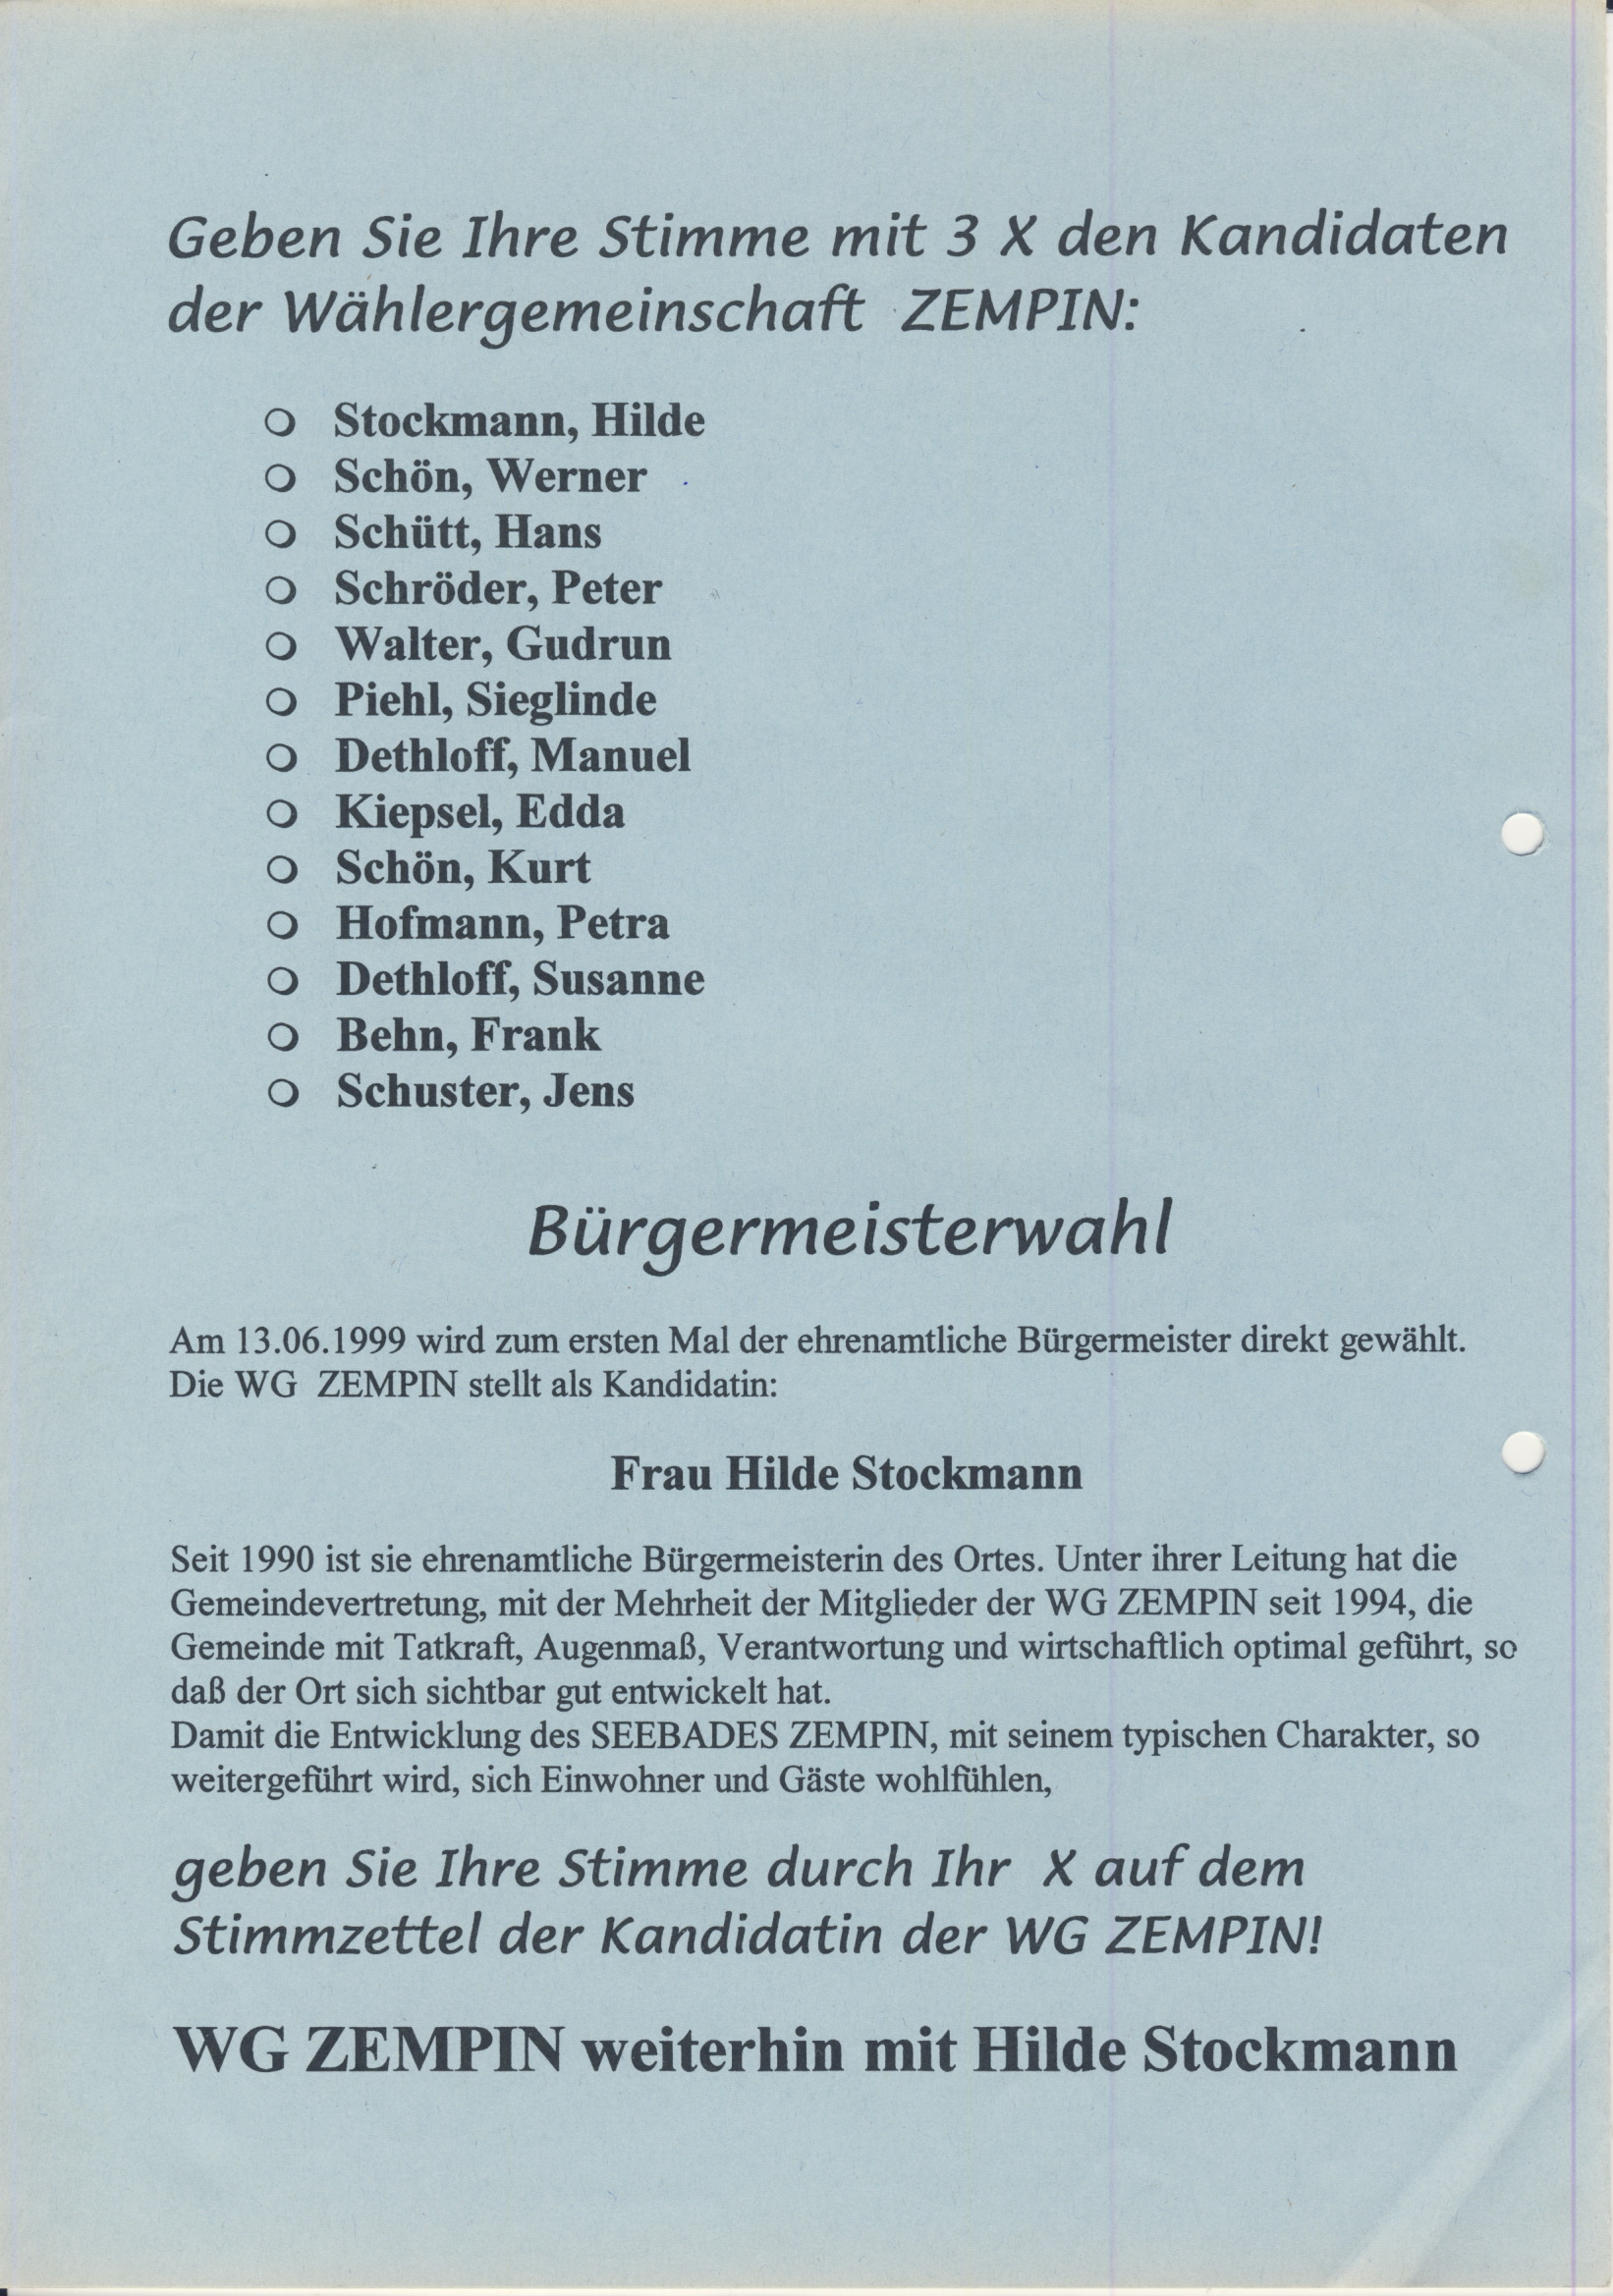 Geben Sie Ihre Stimme mit 3 X den Kandidaten
der Wählergemeinschaft ZEMPIN:
Stockmann, Hilde
Schön, Werner
Schütt, Hans
Schröder, Peter
Walter, Gudrun
Piehl, Sieglinde
Dethloff, Manuel
Kiepsel, Edda
Schön, Kurt
Hofmann, Petra
Dethloff, Susanne
Behn, Frank
Schuster, Jens
Bürgermeisterwahl
Am 13.06.1999 wird zum ersten Mal der ehrenamtliche Bürgermeister direkt gewählt.
Die WG ZEMPIN stellt als Kandidatin:
Frau Hilde Stockmann
Seit 1990 ist sie ehrenamtliche Bürgermeisterin des Ortes. Unter ihrer Leitung hat die
Gemeindevertretung, mit der Mehrheit der Mitglieder der WG ZEMPIN seit 1994, die
Gemeinde mit Tatkraft, Augenmaß, Verantwortung und wirtschaftlich optimal geführt, so
daß der Ort sich sichtbar gut entwickelt hat.
Damit die Entwicklung des SEEBADES ZEMPIN, mit seinem typischen Charakter, so
weitergeführt wird, sich Einwohner und Gäste wohlfühlen,
geben Sie Ihre Stimme durch Ihr X auf dem
Stimmzettel der Kandidatin der WG ZEMPIN!
WG ZEMPIN weiterhin mit Hilde Stockmann